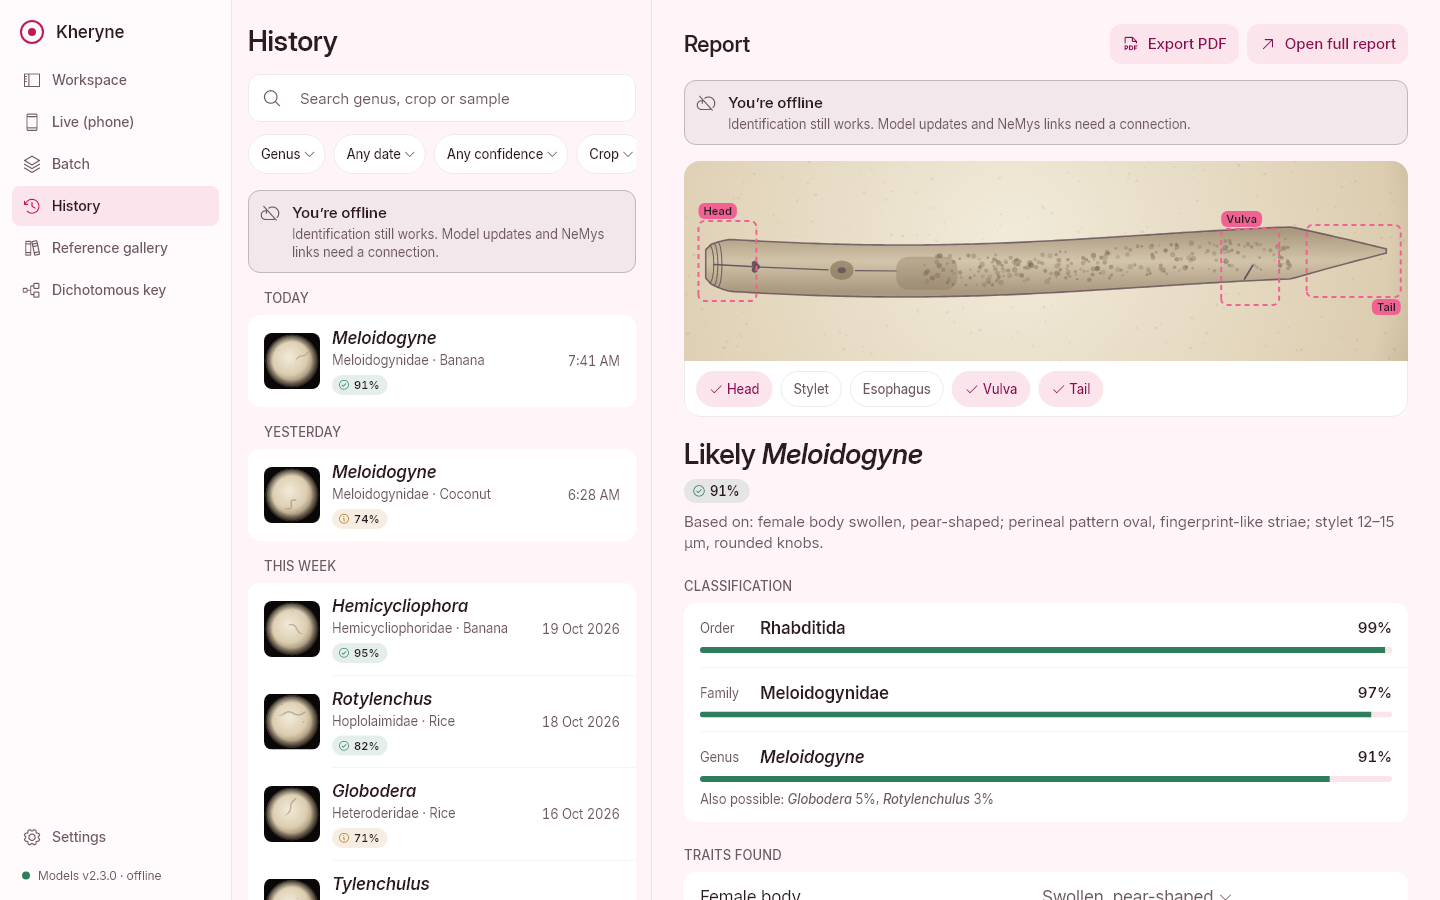 Kheryne
Workspace
Live (phone)
Batch
History
Reference gallery
Dichotomous key
Settings
Models v2.3.0 · offline
History
Search genus, crop or sample
Genus
Any date
Any confidence
Crop
You're offline
Identification still works. Model updates and NeMys
links need a connection.
TODAY
Meloidogyne
Meloidogynidae · Banana
7:41 AM
91%
YESTERDAY
Meloidogyne
Meloidogynidae · Coconut
6:28 AM
74%
THIS WEEK
Hemicycliophora
Hemicycliophoridae · Banana
19 Oct 2026
95%
Rotylenchus
Hoplolaimidae · Rice
18 Oct 2026
82%
Globodera
Heteroderidae · Rice
16 Oct 2026
71%
Tylenchulus
Report
PDF
Export PDF
Open full report
You're offline
Identification still works. Model updates and NeMys links need a connection.
Head
Vulva
Tail
Head
Stylet
Esophagus
Vulva
Tail
Likely Meloidogyne
91%
Based on: female body swollen, pear-shaped; perineal pattern oval, fingerprint-like striae; stylet 12–15
µm, rounded knobs.
CLASSIFICATION
Order Rhabditida 99%
Family Meloidogynidae 97%
Genus Meloidogyne 91%
Also possible: Globodera 5%, Rotylenchulus 3%
TRAITS FOUND
Female body Swollen, pear-shaped